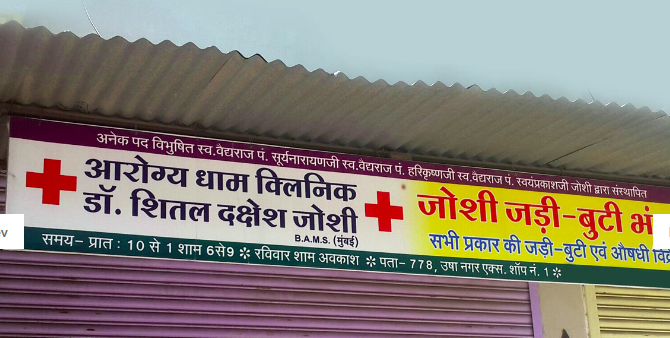 अनेक पद विभुषित स्व.वैद्यराज पं. सूर्यनारायणजी स्व.वैद्यराज पं. हरिकृष्णजी स्व.वैद्यराज पं. स्वयंप्रकाशजी जोशी द्वारा संस्थापित
आरोग्य धाम क्लिनिक
डॉ. शितल दक्षेश जोशी
B.A.M.S. (मुंबई)
जोशी जड़ी-बुटी भं
सभी प्रकार की जड़ी-बुटी एवं औषधी
समय- प्रात : 10 से 1 शाम 6से9 ✲ रविवार शाम अवकाश ✲ पता- 778, उषा नगर एक्स. शॉप नं. 1 ✲